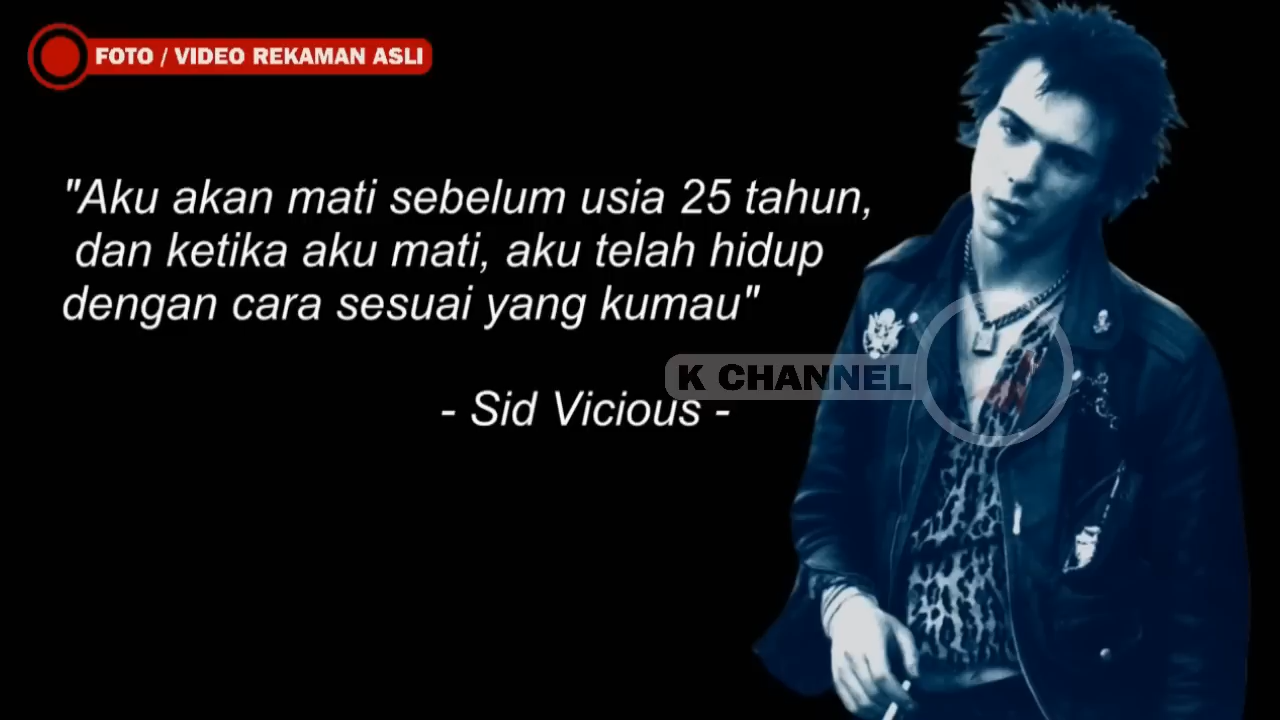 FOTO / VIDEO REKAMAN ASLI
"Aku akan mati sebelum usia 25 tahun,
dan ketika aku mati, aku telah hidup
dengan cara sesuai yang kumau"
K CHANNEL
- Sid Vicious -